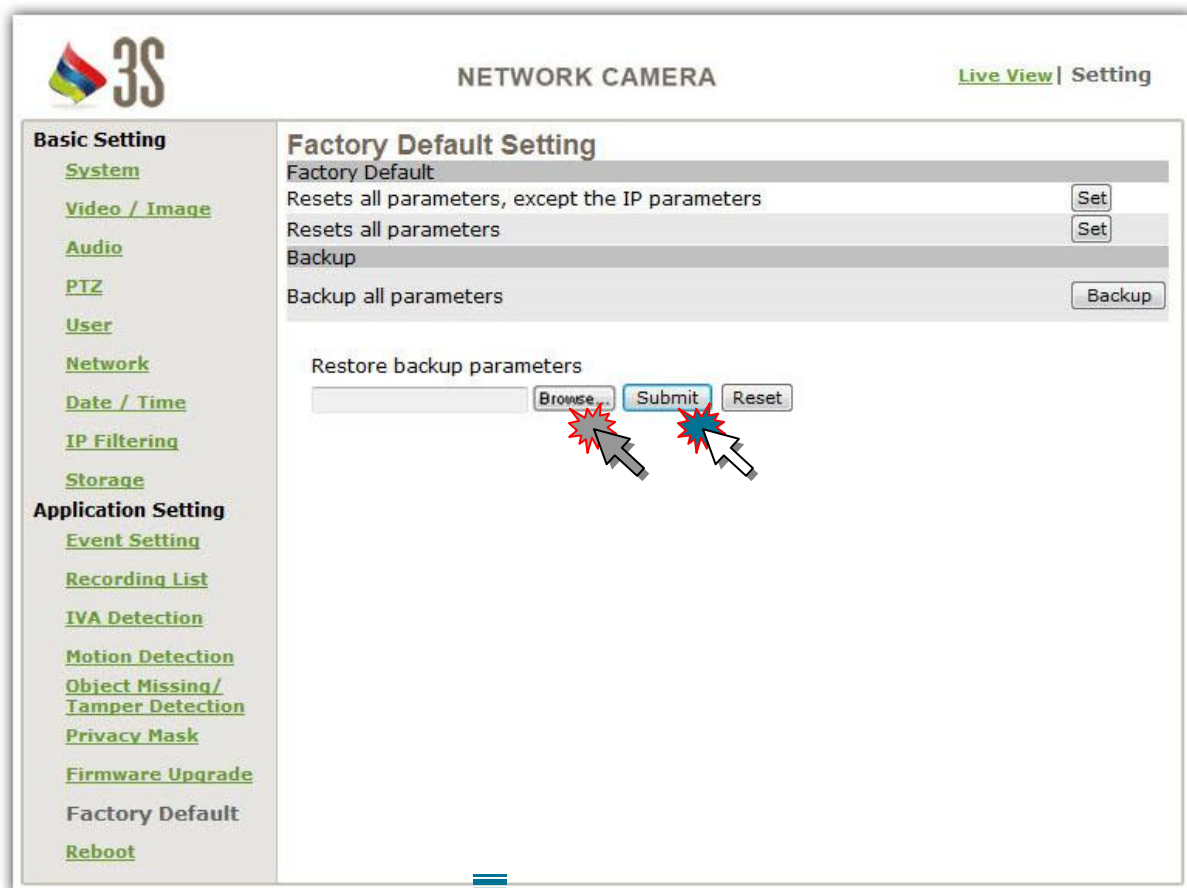 3S
NETWORK CAMERA
Live View| Setting
Basic Setting
System
Video / Image
Audio
PTZ
User
Network
Date / Time
IP Filtering
Storage
Application Setting
Event Setting
Recording List
IVA Detection
Motion Detection
Object Missing/
Tamper Detection
Privacy Mask
Firmware Upgrade
Factory Default
Reboot
Factory Default Setting
Factory Default
Resets all parameters, except the IP parameters Set
Resets all parameters Set
Backup
Backup all parameters Backup
Restore backup parameters
Browse... Submit Reset